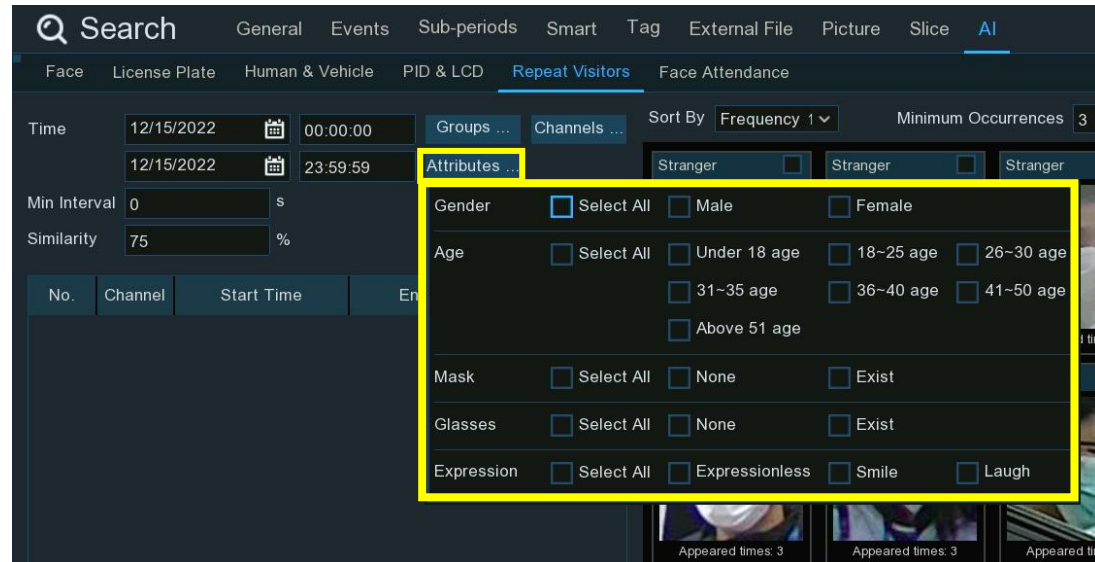 Search General Events Sub-periods Smart Tag External File Picture Slice AI
Face License Plate Human & Vehicle PID & LCD Repeat Visitors Face Attendance
Time 12/15/2022 00:00:00 Groups ... Channels ... Sort By Frequency Minimum Occurrences 3
12/15/2022 23:59:59 Attributes ... Stranger Stranger Stranger
Min Interval 0 s
Similarity 75 %
No. Channel Start Time
Gender Select All Male Female
Age Select All Under 18 age 18~25 age 26~30 age
31~35 age 36~40 age 41~50 age
Above 51 age
Mask Select All None Exist
Glasses Select All None Exist
Expression Select All Expressionless Smile Laugh
Appeared times: 3 Appeared times: 3 Appeared